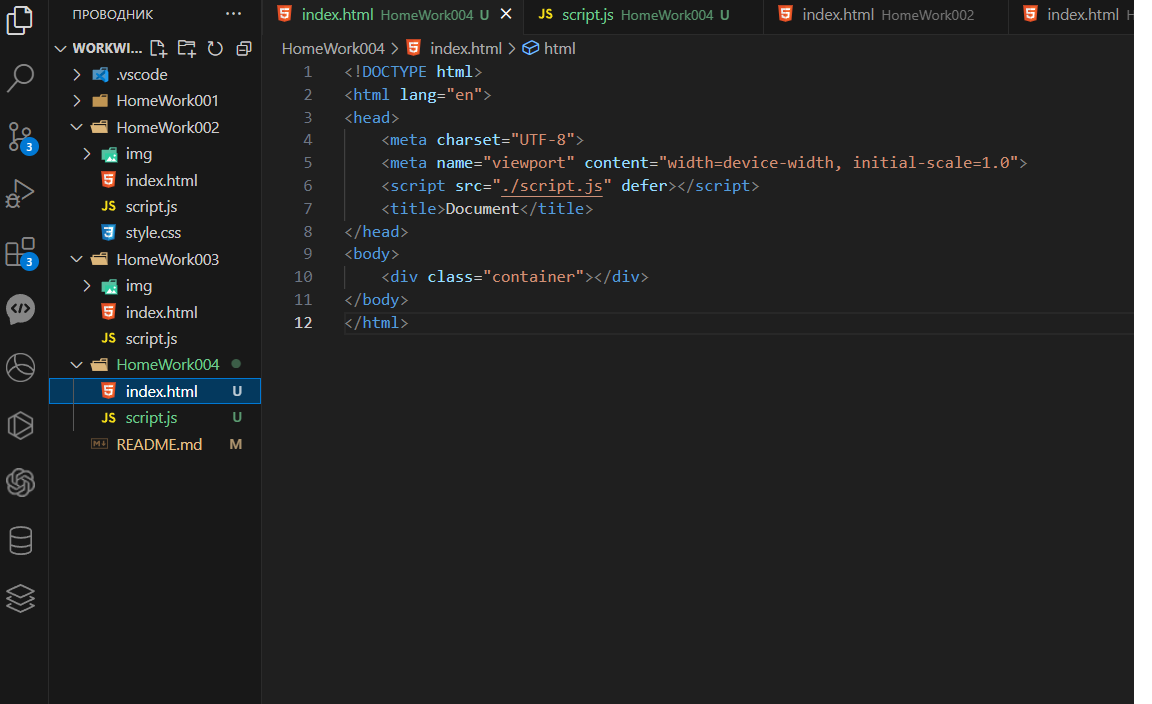 ПРОВОДНИК ···
WORKWI...
.vscode
HomeWork001
HomeWork002
img
index.html
JS script.js
style.css
HomeWork003
img
index.html
JS script.js
HomeWork004
index.html U
JS script.js U
README.md M
3
3
index.html HomeWork004 U
JS script.js HomeWork004 U
index.html HomeWork002
index.html H
HomeWork004 > index.html > html
1 <!DOCTYPE html>
2 <html lang="en">
3 <head>
4 <meta charset="UTF-8">
5 <meta name="viewport" content="width=device-width, initial-scale=1.0">
6 <script src="./script.js" defer></script>
7 <title>Document</title>
8 </head>
9 <body>
10 <div class="container"></div>
11 </body>
12 </html>